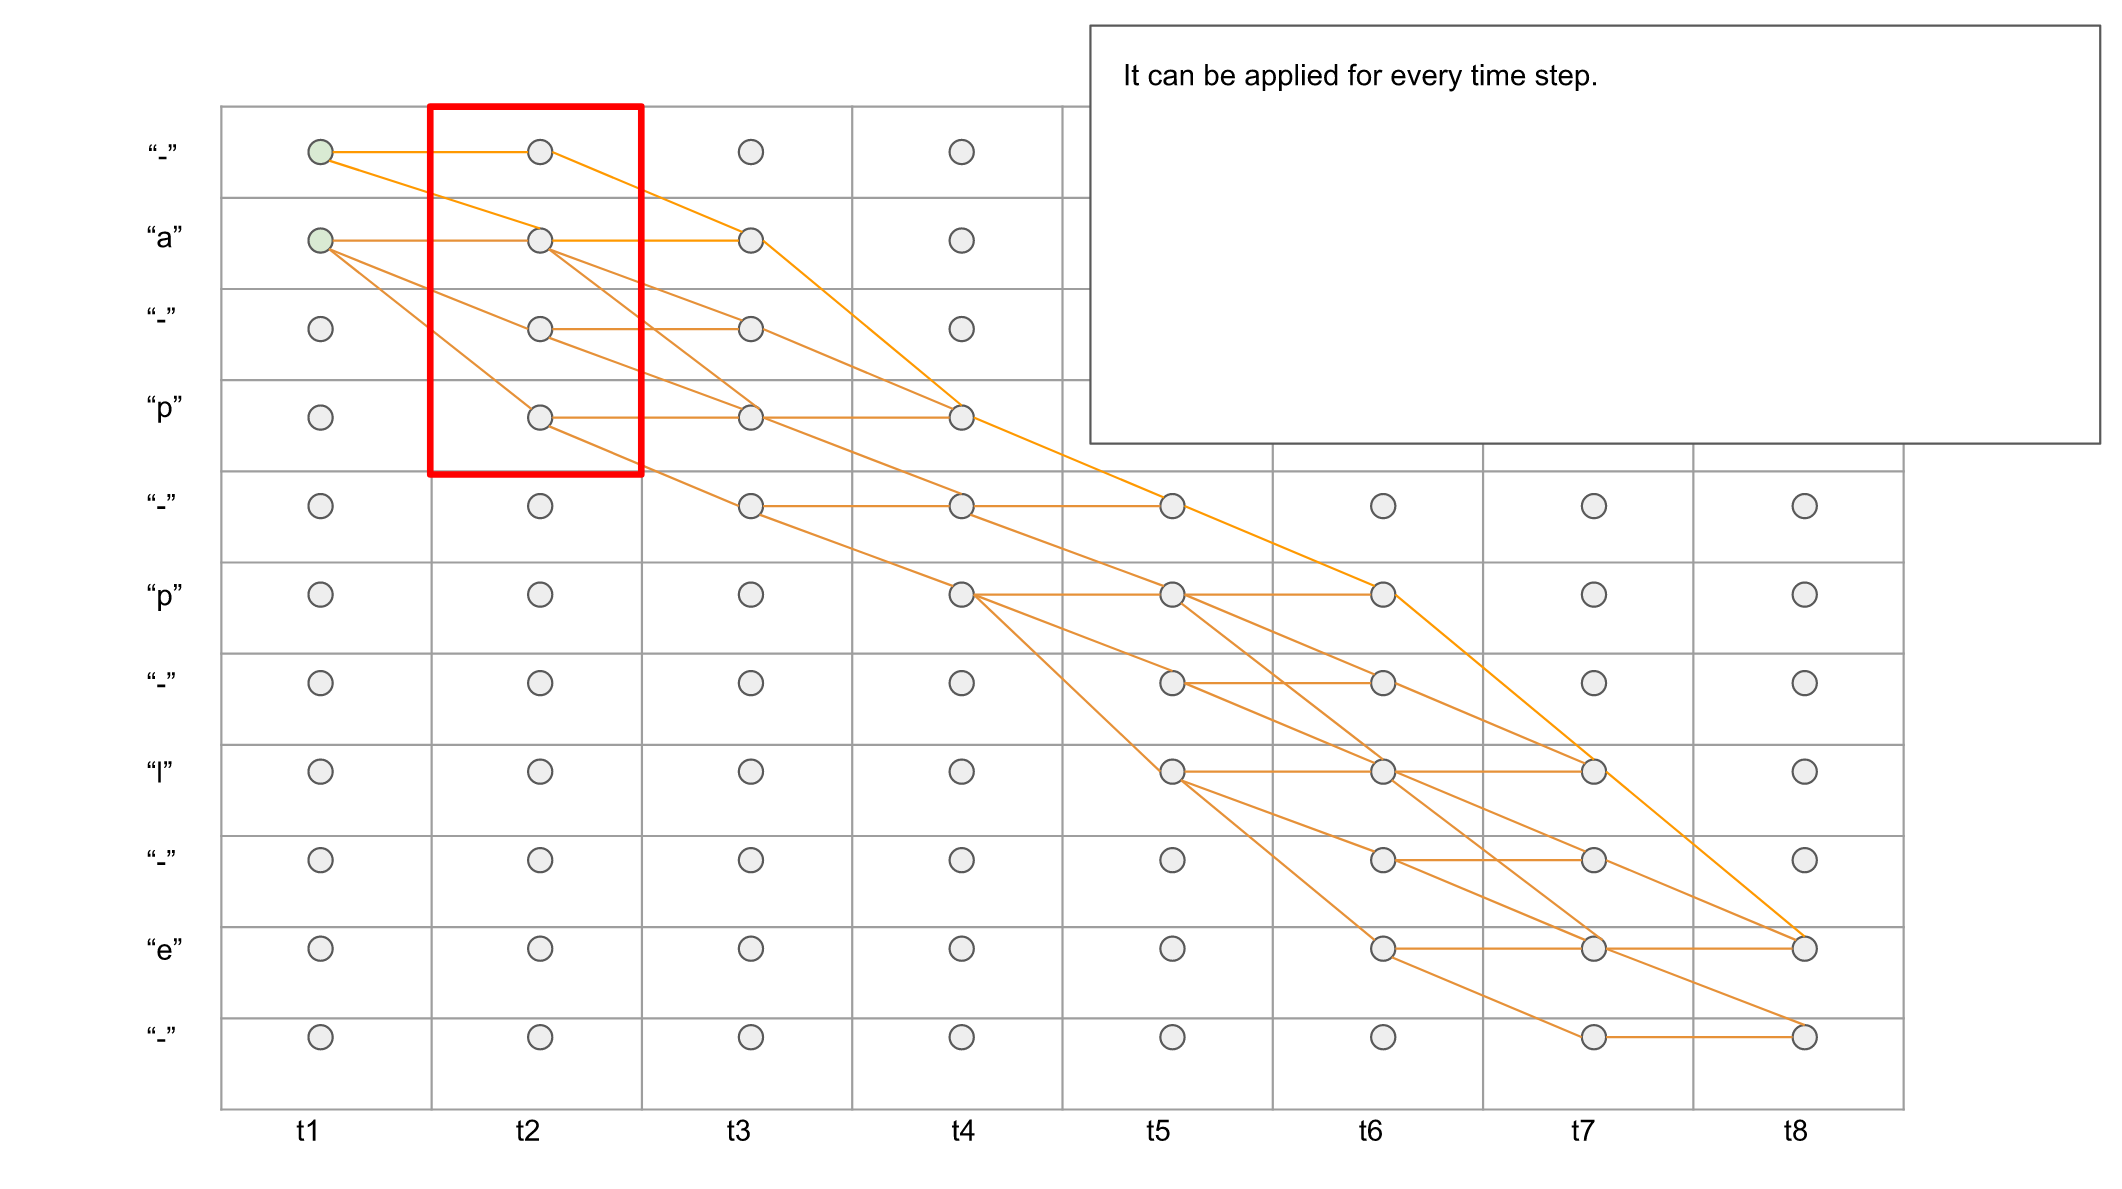 It can be applied for every time step.
“-”
“a”
“-”
“p”
“-”
“p”
“-”
“l”
“-”
“e”
“-”
t1 t2 t3 t4 t5 t6 t7 t8